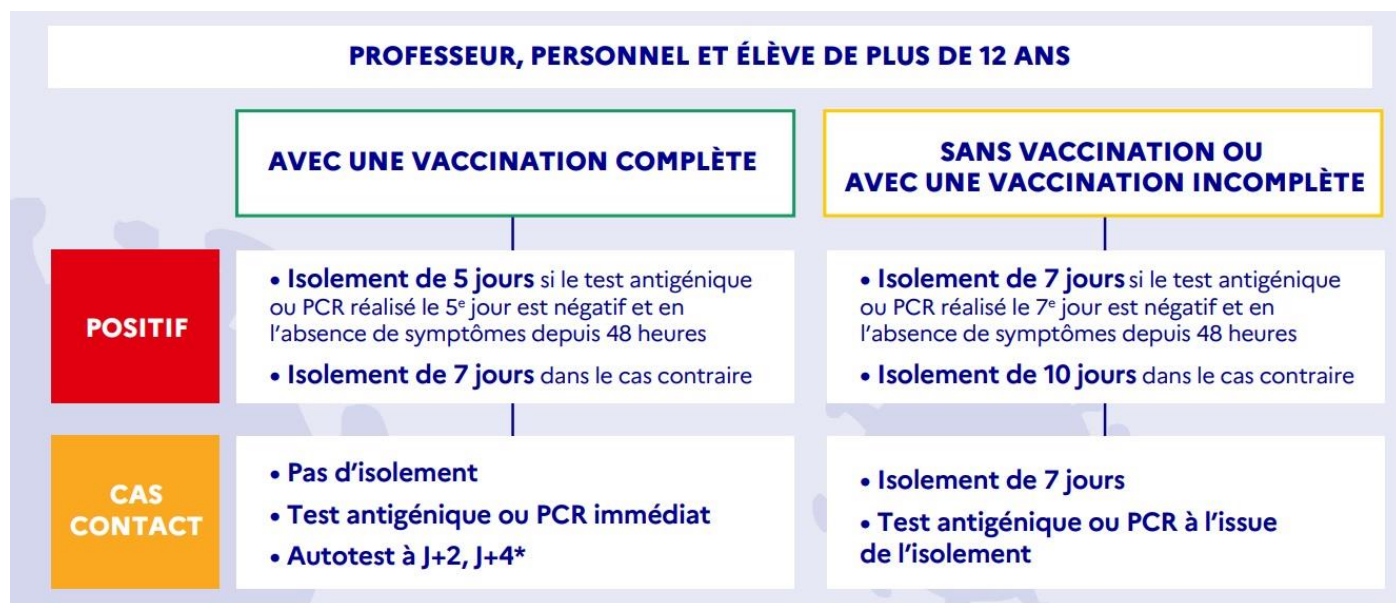 PROFESSEUR, PERSONNEL ET ÉLÈVE DE PLUS DE 12 ANS
AVEC UNE VACCINATION COMPLÈTE
SANS VACCINATION OU
AVEC UNE VACCINATION INCOMPLÈTE
POSITIF
• Isolement de 5 jours si le test antigénique
ou PCR réalisé le 5e jour est négatif et en
l’absence de symptômes depuis 48 heures
• Isolement de 7 jours dans le cas contraire
• Isolement de 7 jours si le test antigénique
ou PCR réalisé le 7e jour est négatif et en
l’absence de symptômes depuis 48 heures
• Isolement de 10 jours dans le cas contraire
CAS
CONTACT
• Pas d’isolement
• Test antigénique ou PCR immédiat
• Autotest à J+2, J+4*
• Isolement de 7 jours
• Test antigénique ou PCR à l’issue
de l’isolement